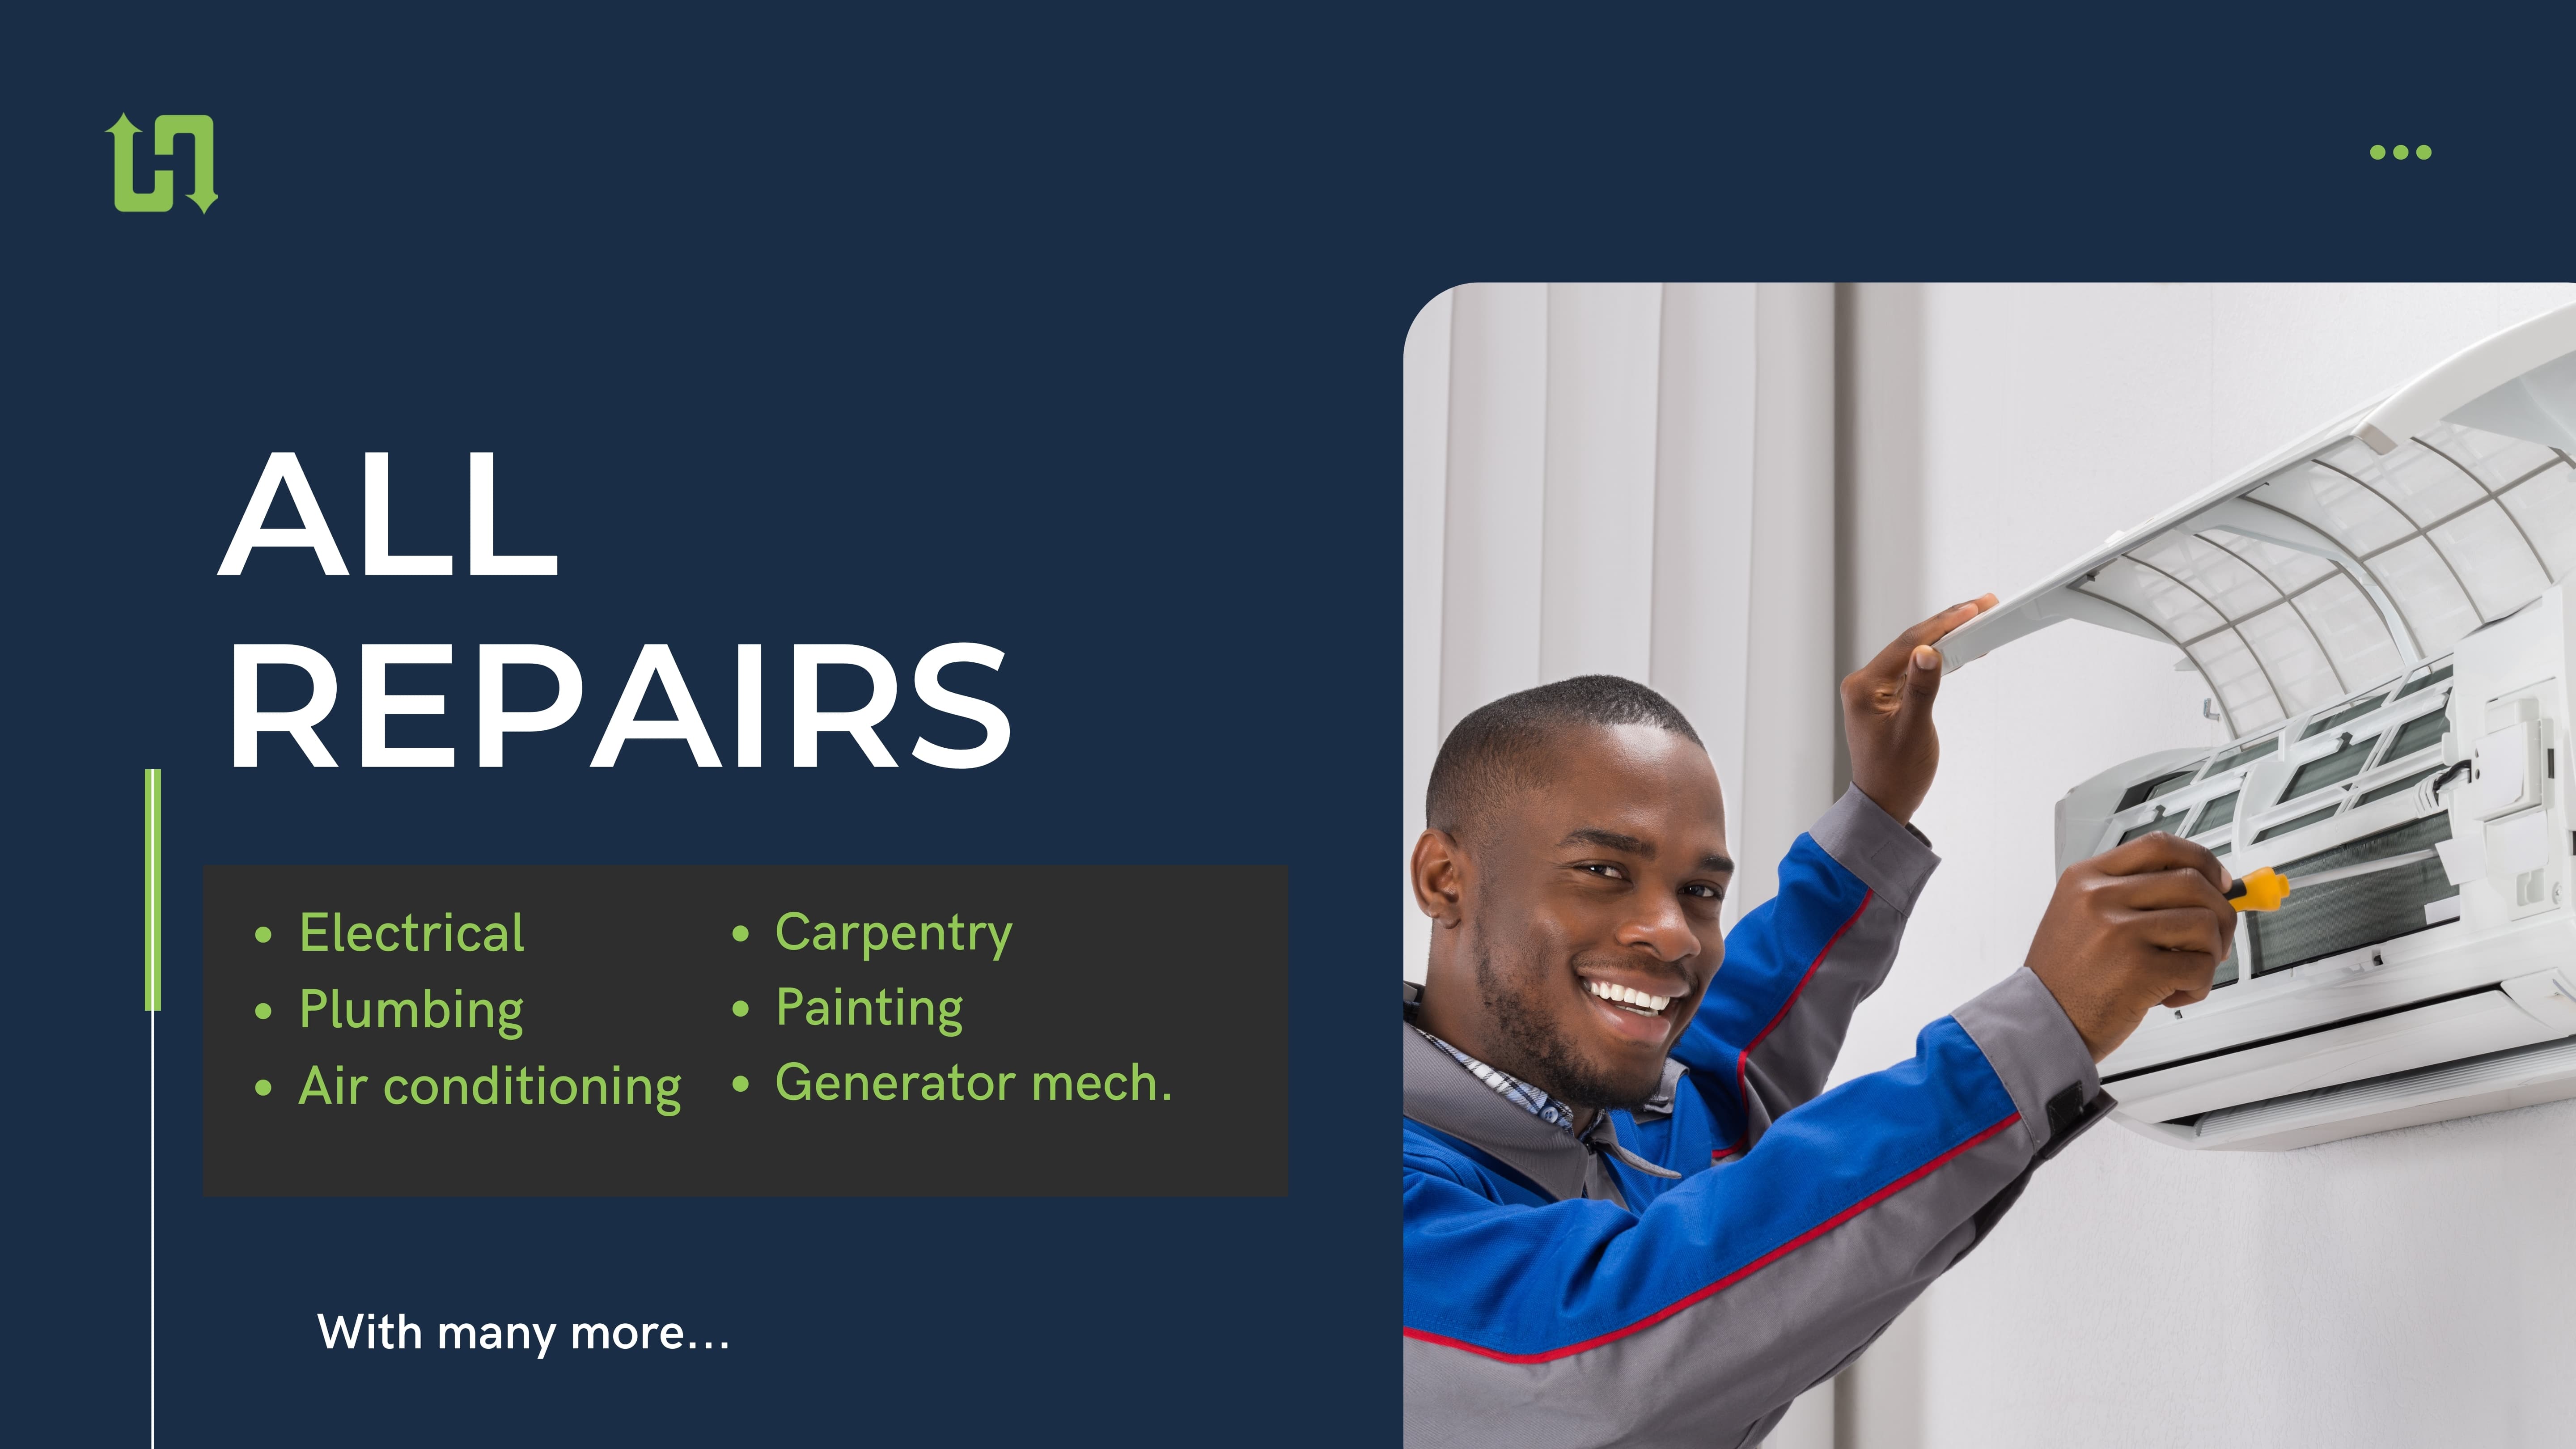 ALL
REPAIRS
• Electrical
• Plumbing
• Air conditioning
• Carpentry
• Painting
• Generator mech.
With many more...